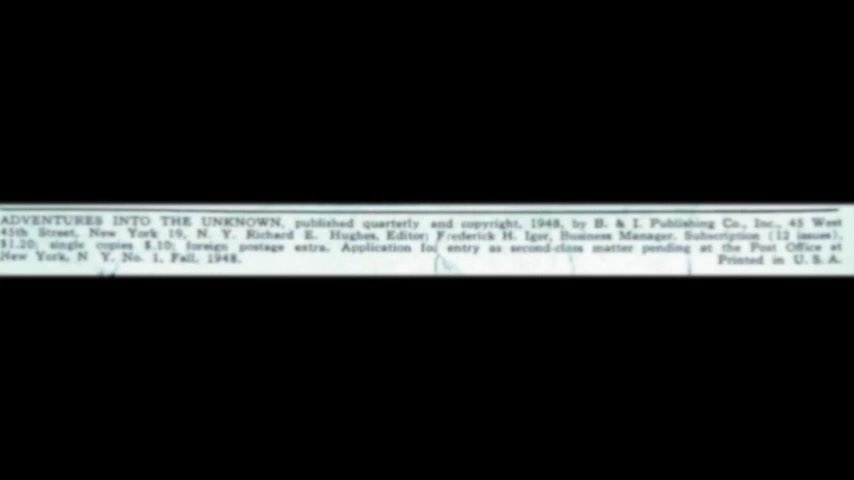 ADVENTURES INTO THE UNKNOWN, published quarterly and copyright, 1948, by B. & I. Publishing Co., Inc., 45 West
45th Street, New York 19, N. Y. Richard E. Hughes, Editor; Frederick H. Iger, Business Manager. Subscription (12 issues),
$1.20; single copies $.10; foreign postage extra. Application for entry as second-class matter pending at the Post Office at
New York, N. Y. No. 1, Fall, 1948. Printed in U. S. A.